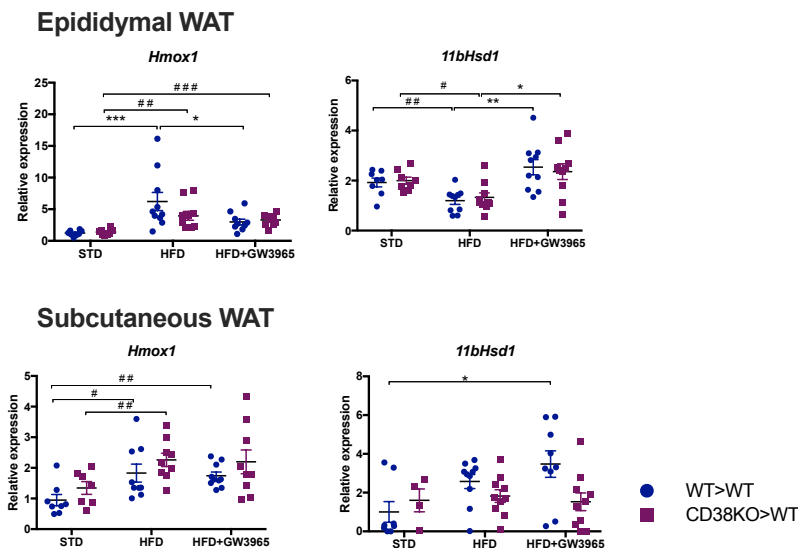 Epididymal WAT
Hmox1
Relative expression
25
20
15
10
5
0
###
##
***
*
STD
HFD
HFD+GW3965
11bHsd1
Relative expression
6
4
2
0
#
*
##
**
STD
HFD
HFD+GW3965
Subcutaneous WAT
Hmox1
Relative expression
5
4
3
2
1
0
##
#
##
STD
HFD
HFD+GW3965
11bHsd1
Relative expression
8
6
4
2
0
*
STD
HFD
HFD+GW3965
WT>WT
CD38KO>WT